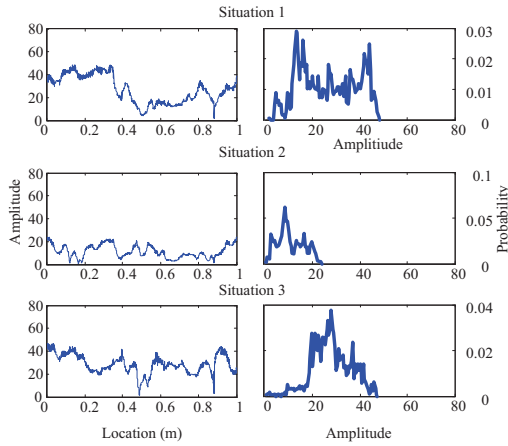 Situation 1
80
60
40
20
0
0 0.2 0.4 0.6 0.8 1
0.03
0.02
0.01
0
0 20 40 60 80
Amplitiude
Situation 2
80
60
40
20
0
0 0.2 0.4 0.6 0.8 1
0.1
0.05
0
0 20 40 60 80
Amplitude
Probability
Situation 3
80
60
40
20
0
0 0.2 0.4 0.6 0.8 1
0.04
0.02
0
0 20 40 60 80
Location (m)
Amplitude